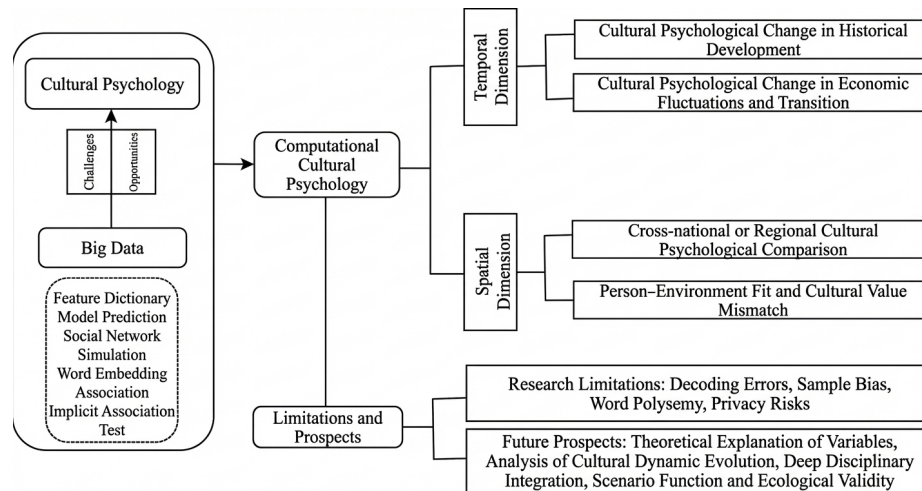 Cultural Psychology
Challenges
Opportunities
Big Data
Feature Dictionary
Model Prediction
Social Network
Simulation
Word Embedding
Association
Implicit Association
Test
Computational
Cultural
Psychology
Limitations and
Prospects
Temporal
Dimension
Cultural Psychological Change in Historical
Development
Cultural Psychological Change in Economic
Fluctuations and Transition
Spatial
Dimension
Cross-national or Regional Cultural
Psychological Comparison
Person–Environment Fit and Cultural Value
Mismatch
Research Limitations: Decoding Errors, Sample Bias,
Word Polysemy, Privacy Risks
Future Prospects: Theoretical Explanation of Variables,
Analysis of Cultural Dynamic Evolution, Deep Disciplinary
Integration, Scenario Function and Ecological Validity